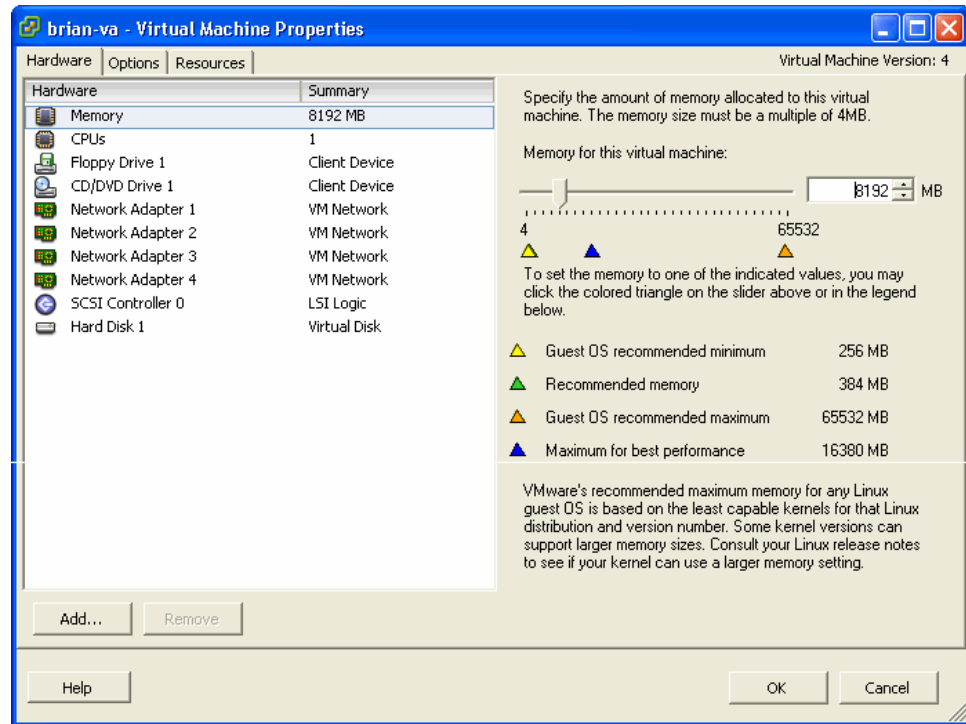 brian-va - Virtual Machine Properties
Hardware Options Resources
Virtual Machine Version: 4
Hardware Summary
Memory 8192 MB
CPUs 1
Floppy Drive 1 Client Device
CD/DVD Drive 1 Client Device
Network Adapter 1 VM Network
Network Adapter 2 VM Network
Network Adapter 3 VM Network
Network Adapter 4 VM Network
SCSI Controller 0 LSI Logic
Hard Disk 1 Virtual Disk
Specify the amount of memory allocated to this virtual
machine. The memory size must be a multiple of 4MB.
Memory for this virtual machine:
8192 MB
4 65532
To set the memory to one of the indicated values, you may
click the colored triangle on the slider above or in the legend
below.
Guest OS recommended minimum 256 MB
Recommended memory 384 MB
Guest OS recommended maximum 65532 MB
Maximum for best performance 16380 MB
VMware's recommended maximum memory for any Linux
guest OS is based on the least capable kernels for that Linux
distribution and version number. Some kernel versions can
support larger memory sizes. Consult your Linux release notes
to see if your kernel can use a larger memory setting.
Add... Remove
Help OK Cancel